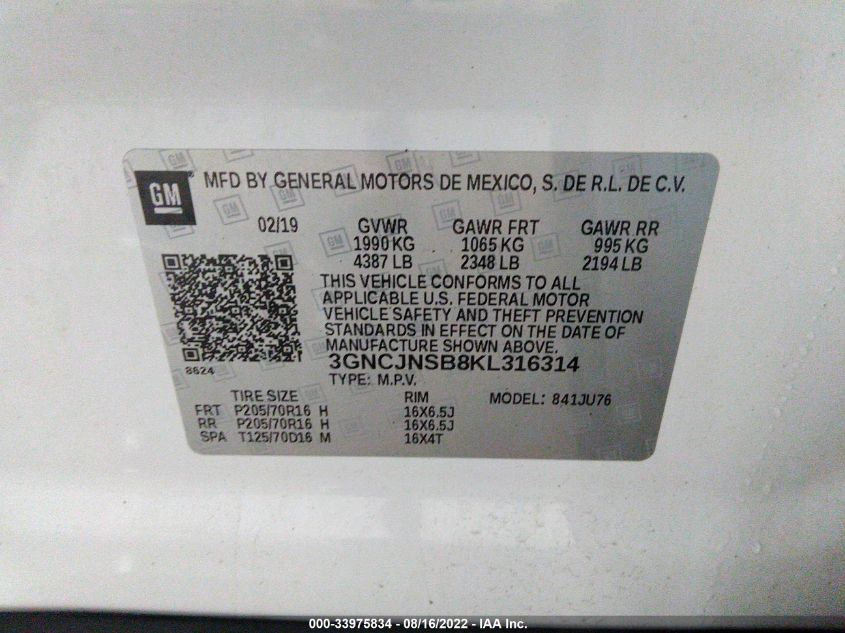 GM ® MFD BY GENERAL MOTORS DE MEXICO, S. DE R.L. DE C.V.
02/19 GVWR GAWR FRT GAWR RR
1990 KG 1065 KG 995 KG
4387 LB 2348 LB 2194 LB
THIS VEHICLE CONFORMS TO ALL
APPLICABLE U.S. FEDERAL MOTOR
VEHICLE SAFETY AND THEFT PREVENTION
STANDARDS IN EFFECT ON THE DATE OF
MANUFACTURE SHOWN ABOVE.
8624 3GNCJNSB8KL316314
TYPE: M.P.V.
TIRE SIZE RIM MODEL: 841JU76
FRT P205/70R16 H 16X6.5J
RR P205/70R16 H 16X6.5J
SPA T125/70D16 M 16X4T
000-33975834 - 08/16/2022 - IAA Inc.